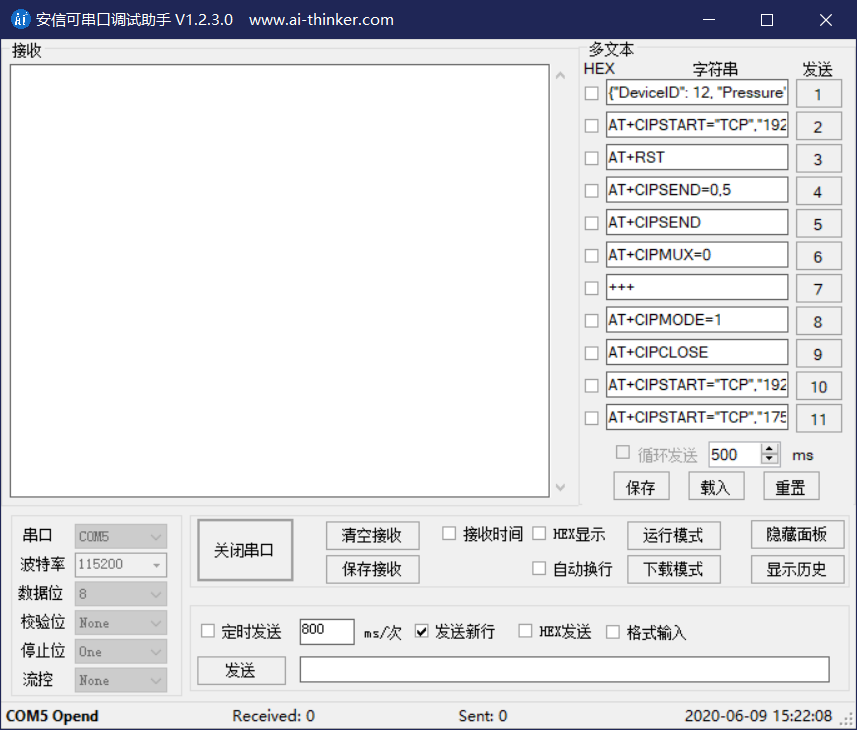 安信可串口调试助手 V1.2.3.0 www.ai-thinker.com
接收
多文本
HEX 字符串 发送
{"DeviceID": 12, "Pressure" 1
AT+CIPSTART="TCP","192 2
AT+RST 3
AT+CIPSEND=0,5 4
AT+CIPSEND 5
AT+CIPMUX=0 6
+++ 7
AT+CIPMODE=1 8
AT+CIPCLOSE 9
AT+CIPSTART="TCP","192 10
AT+CIPSTART="TCP","175 11
循环发送 500 ms
保存 载入 重置
串口 COM5
波特率 115200
数据位 8
校验位 None
停止位 One
流控 None
关闭串口
清空接收 接收时间 HEX显示 运行模式 隐藏面板
保存接收 自动换行 下载模式 显示历史
定时发送 800 ms/次 发送新行 HEX发送 格式输入
发送
COM5 Opend Received: 0 Sent: 0 2020-06-09 15:22:08